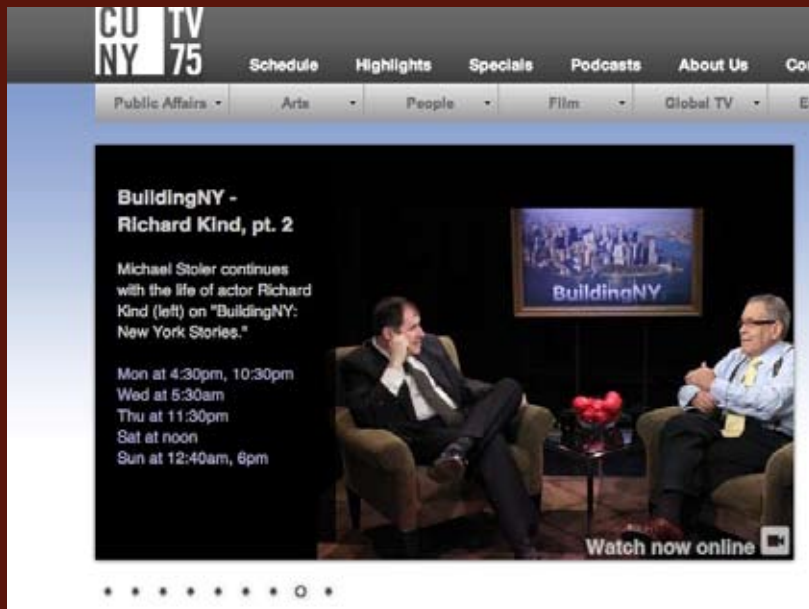 CU TV
NY 75
Schedule Highlights Specials Podcasts About Us
Public Affairs Arts People Film Global TV
BuildingNY -
Richard Kind, pt. 2
Michael Stoler continues
with the life of actor Richard
Kind (left) on "BuildingNY:
New York Stories."
Mon at 4:30pm, 10:30pm
Wed at 5:30am
Thu at 11:30pm
Sat at noon
Sun at 12:40am, 6pm
BuildingNY
Watch now online